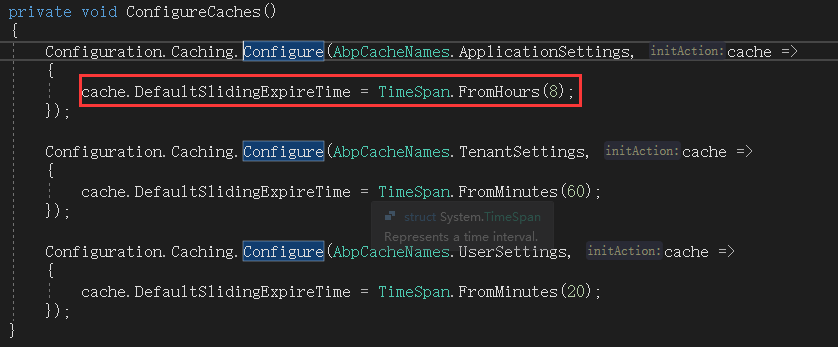 private void ConfigureCaches()
{
    Configuration.Caching.Configure(AbpCacheNames.ApplicationSettings, initAction: cache =>
    {
        cache.DefaultSlidingExpireTime = TimeSpan.FromHours(8);
    });

    Configuration.Caching.Configure(AbpCacheNames.TenantSettings, initAction: cache =>
    {
        cache.DefaultSlidingExpireTime = TimeSpan.FromMinutes(60);
    });
struct System.TimeSpan
Represents a time interval.
    Configuration.Caching.Configure(AbpCacheNames.UserSettings, initAction: cache =>
    {
        cache.DefaultSlidingExpireTime = TimeSpan.FromMinutes(20);
    });
}